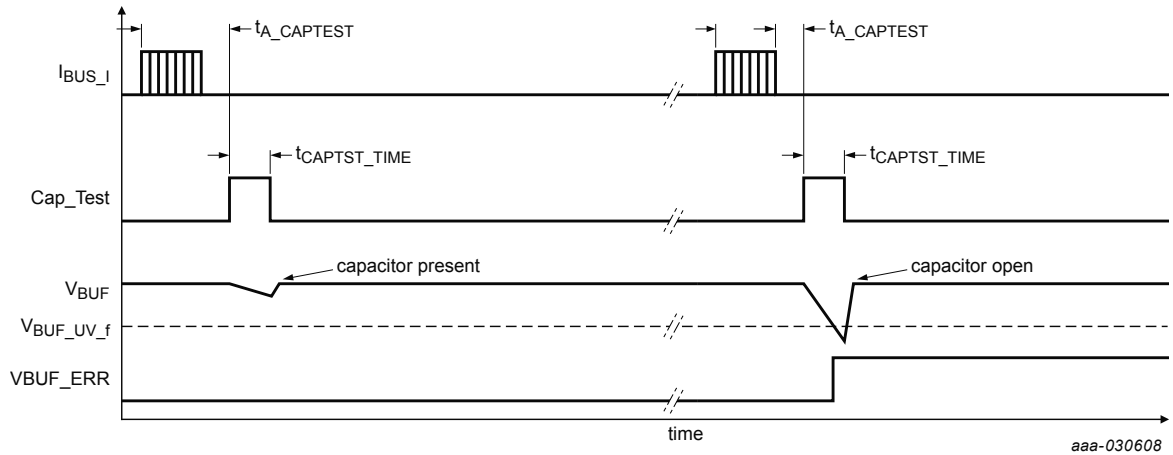 tA_CAPTEST
tA_CAPTEST
IBUS_I
tCAPTST_TIME
tCAPTST_TIME
Cap_Test
capacitor present
capacitor open
VBUF
VBUF_UV_f
VBUF_ERR
time
aaa-030608